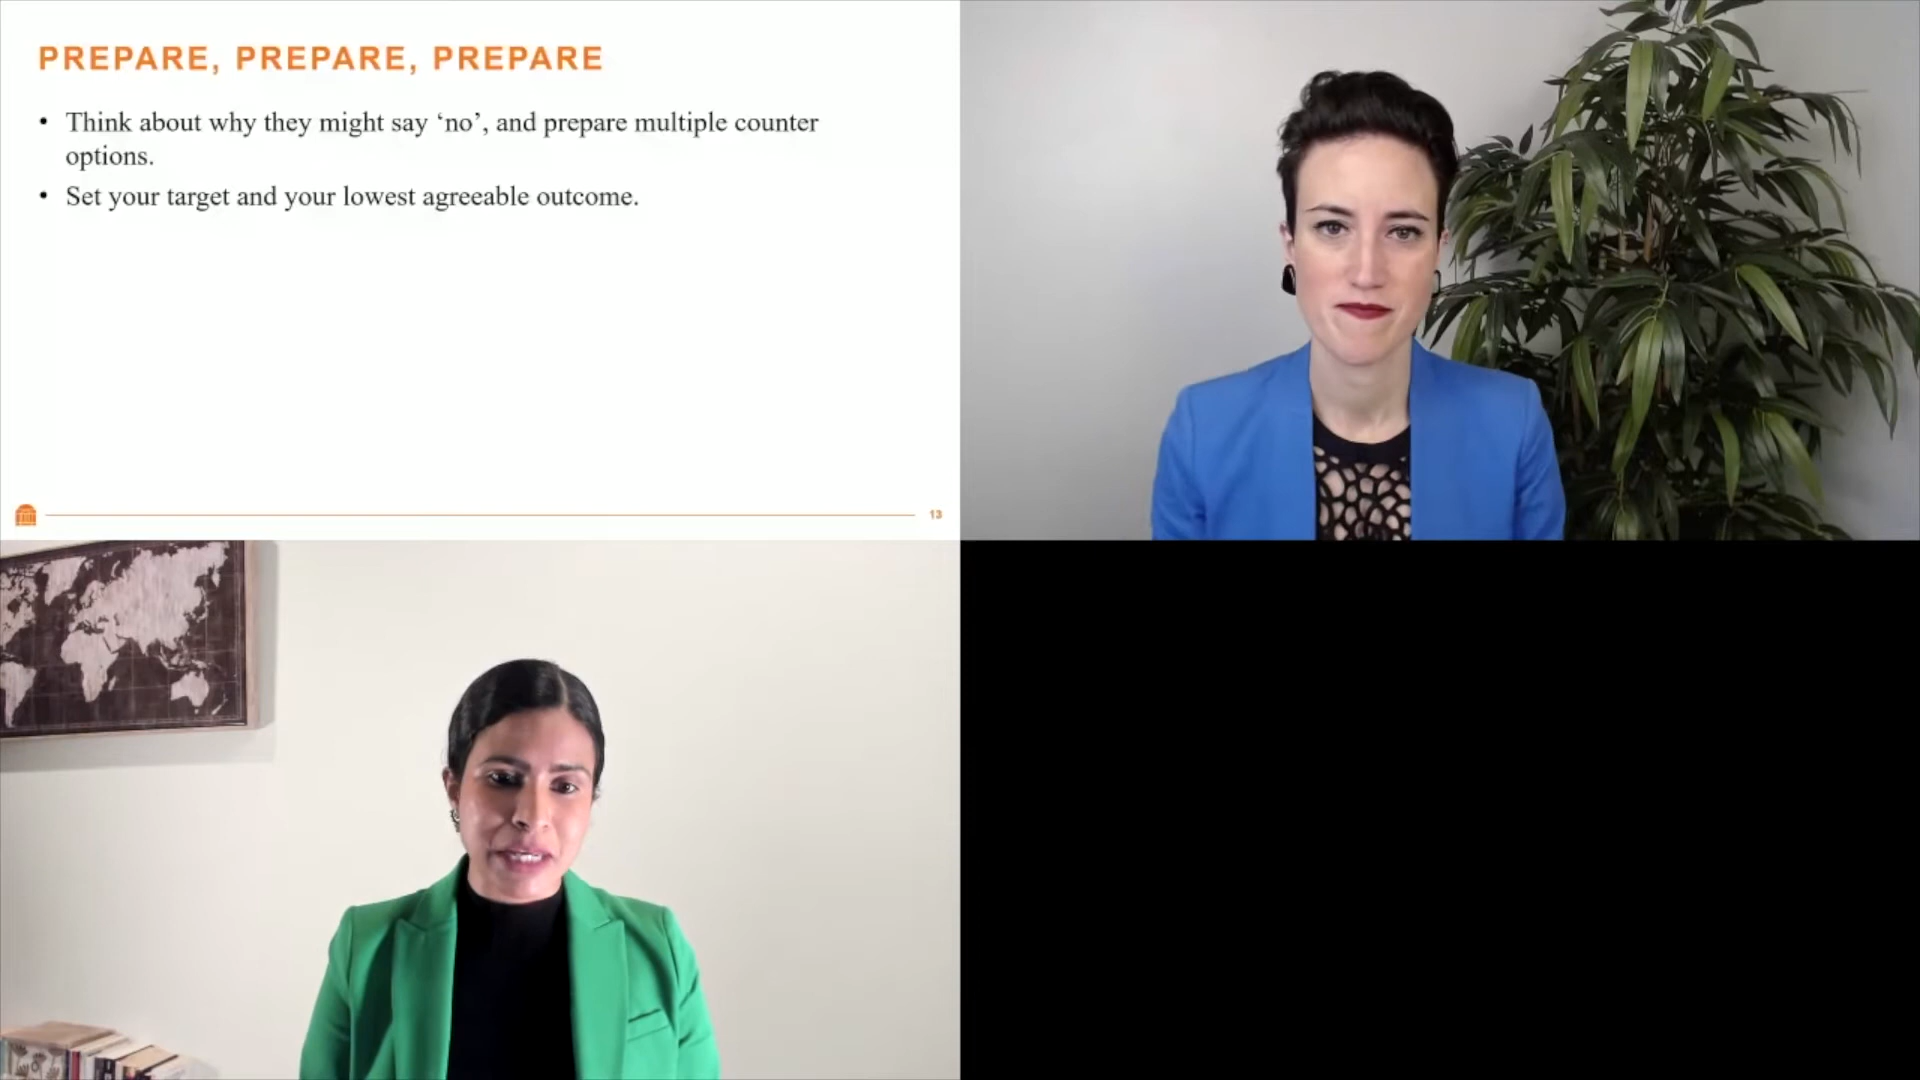 PREPARE, PREPARE, PREPARE
• Think about why they might say ‘no’, and prepare multiple counter
options.
• Set your target and your lowest agreeable outcome.
13